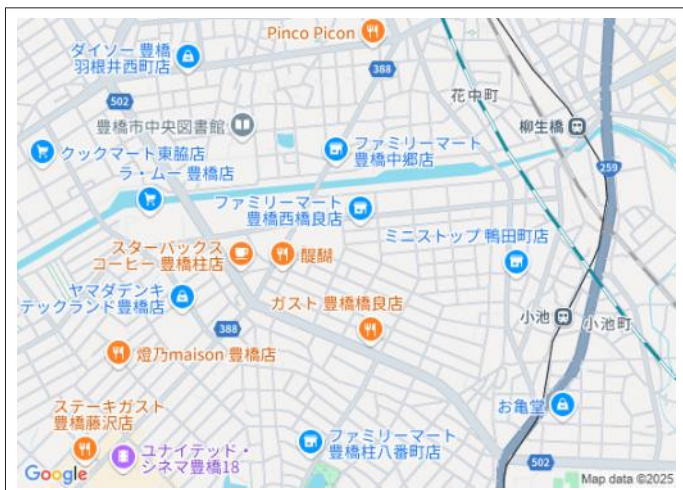 Pinco Picon
ダイソー 豊橋
羽根井西町店
388
花中町
502
豊橋市中央図書館
柳生橋
クックマート東脇店
ファミリーマート
豊橋中郷店
259
ラ・ムー 豊橋店
ファミリーマート
豊橋西橋良店
スターバックス
コーヒー 豊橋柱店
醍醐
ミニストップ 鴨田町店
ヤマダデンキ
テックランド豊橋店
ガスト 豊橋橋良店
388
小池
小池町
燈乃maison 豊橋店
ステーキガスト
豊橋藤沢店
お亀堂
ユナイテッド・
シネマ豊橋18
ファミリーマート
豊橋柱八番町店
502
Google
Map data ©2025